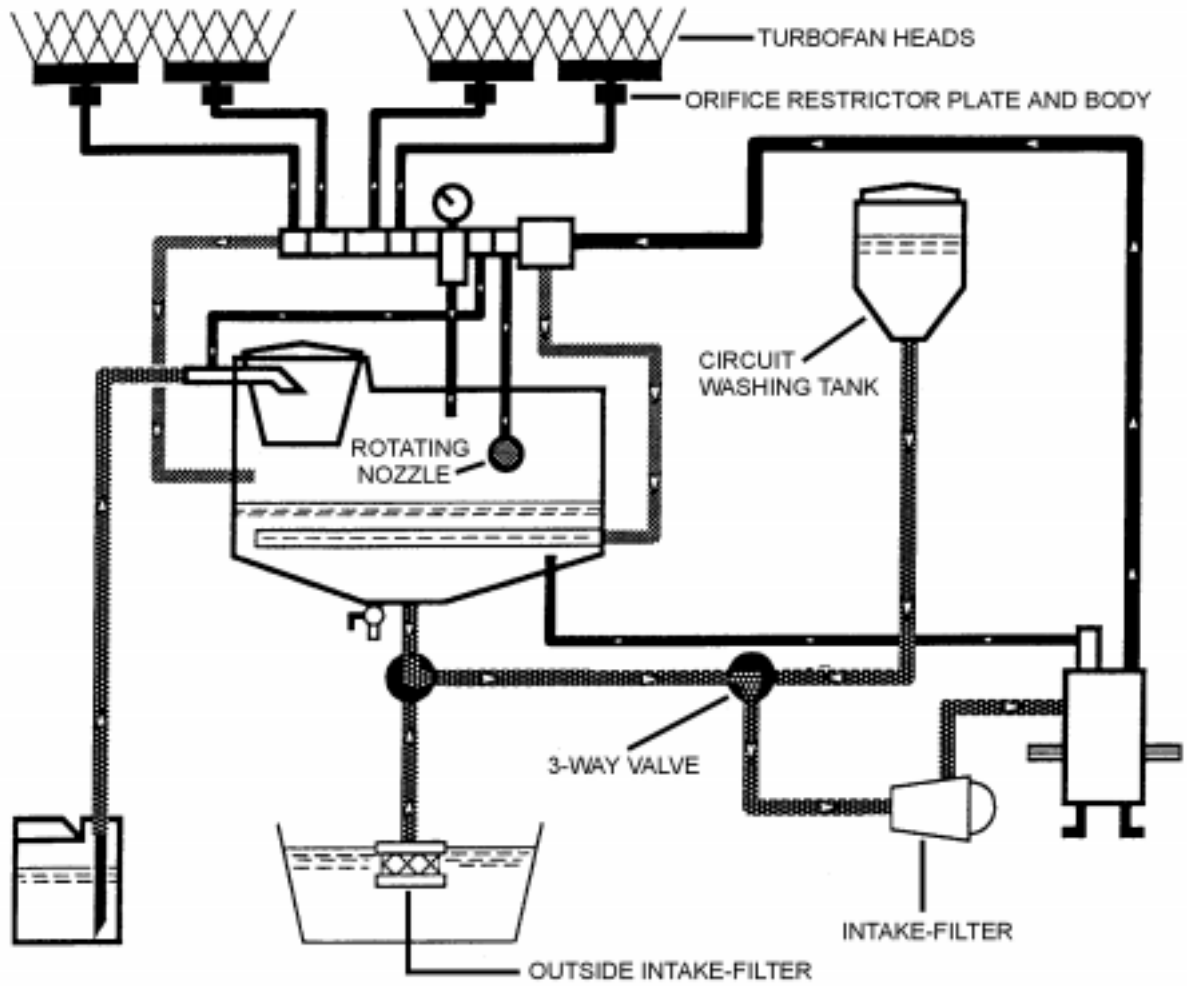 TURBOFAN HEADS
ORIFICE RESTRICTOR PLATE AND BODY
CIRCUIT
WASHING TANK
ROTATING
NOZZLE
3-WAY VALVE
INTAKE-FILTER
OUTSIDE INTAKE-FILTER